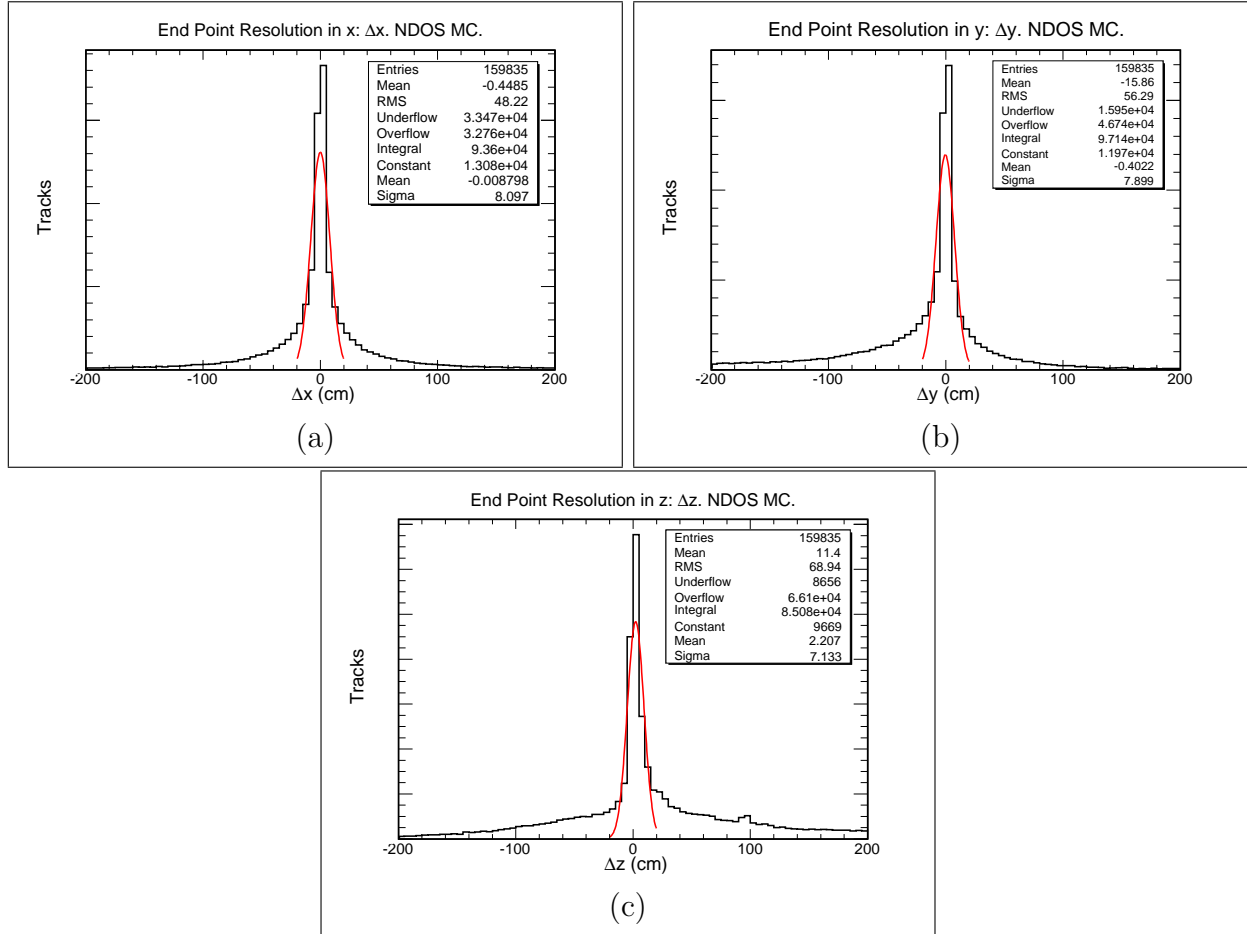 End Point Resolution in x: Δx. NDOS MC.
Entries 159835
Mean -0.4485
RMS 48.22
Underflow 3.347e+04
Overflow 3.276e+04
Integral 9.36e+04
Constant 1.308e+04
Mean -0.008798
Sigma 8.097
Tracks
-200 -100 0 100 200
Δx (cm)
(a)
End Point Resolution in y: Δy. NDOS MC.
Entries 159835
Mean -15.86
RMS 56.29
Underflow 1.595e+04
Overflow 4.674e+04
Integral 9.714e+04
Constant 1.197e+04
Mean -0.4022
Sigma 7.899
Tracks
-200 -100 0 100 200
Δy (cm)
(b)
End Point Resolution in z: Δz. NDOS MC.
Entries 159835
Mean 11.4
RMS 68.94
Underflow 8656
Overflow 6.61e+04
Integral 8.508e+04
Constant 9669
Mean 2.207
Sigma 7.133
Tracks
-200 -100 0 100 200
Δz (cm)
(c)